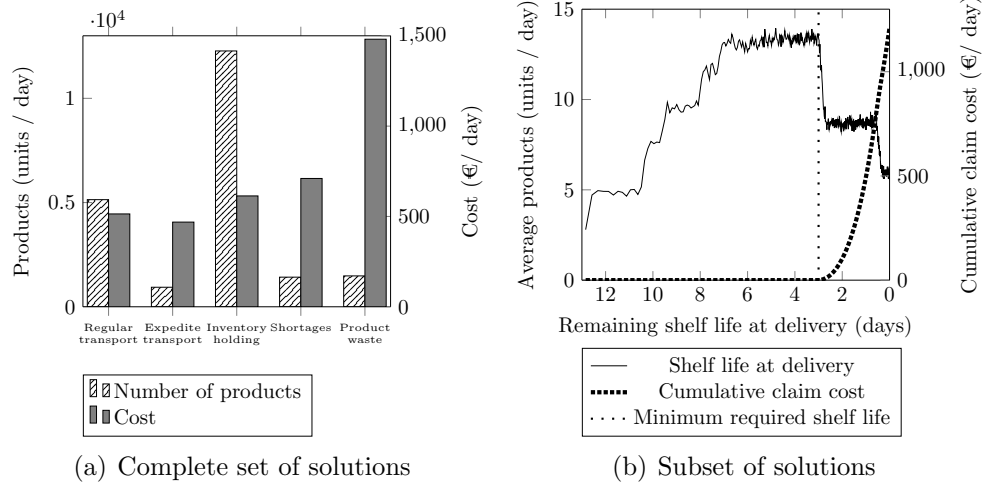 ·10⁴
1
0.5
0
Products (units / day)
1,500
1,000
500
0
Cost (€/ day)
Regular transport
Expedite transport
Inventory holding
Shortages
Product waste
Number of products
Cost
(a) Complete set of solutions
15
10
5
0
Average products (units / day)
1,000
500
0
Cumulative claim cost (€/ day)
12 10 8 6 4 2 0
Remaining shelf life at delivery (days)
Shelf life at delivery
Cumulative claim cost
Minimum required shelf life
(b) Subset of solutions